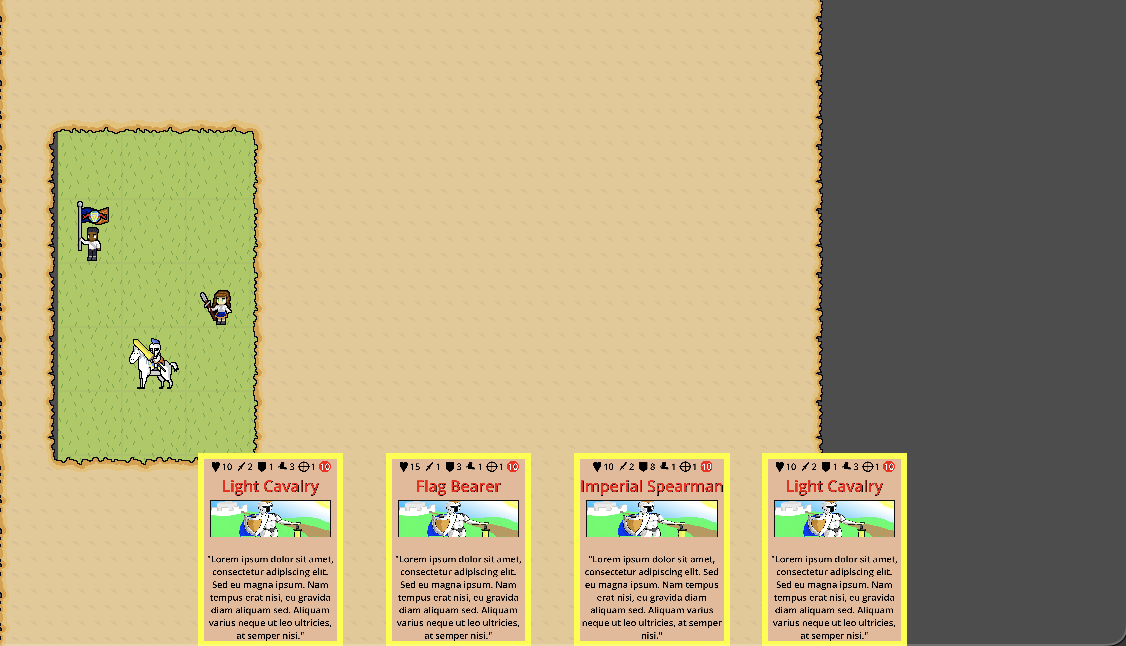 10 2 1 3 1 10
Light Cavalry
"Lorem ipsum dolor sit amet,
consectetur adipiscing elit.
Sed eu magna ipsum. Nam
tempus erat nisi, eu gravida
diam aliquam sed. Aliquam
varius neque ut leo ultricies,
at semper nisi."
15 1 3 1 1 10
Flag Bearer
"Lorem ipsum dolor sit amet,
consectetur adipiscing elit.
Sed eu magna ipsum. Nam
tempus erat nisi, eu gravida
diam aliquam sed. Aliquam
varius neque ut leo ultricies,
at semper nisi."
10 2 8 1 1 10
Imperial Spearman
"Lorem ipsum dolor sit amet,
consectetur adipiscing elit. Sed
eu magna ipsum. Nam tempus
erat nisi, eu gravida diam
aliquam sed. Aliquam varius
neque ut leo ultricies, at semper
nisi."
10 2 1 3 1 10
Light Cavalry
"Lorem ipsum dolor sit amet,
consectetur adipiscing elit.
Sed eu magna ipsum. Nam
tempus erat nisi, eu gravida
diam aliquam sed. Aliquam
varius neque ut leo ultricies,
at semper nisi."